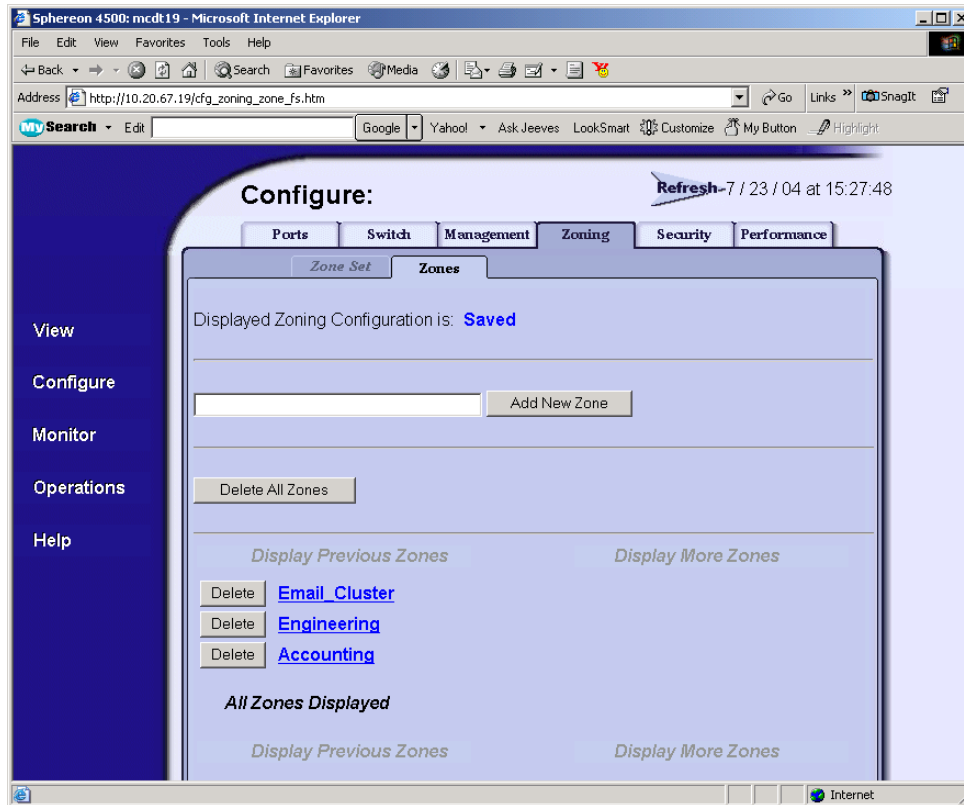 Sphereon 4500: mcdt19 - Microsoft Internet Explorer
File Edit View Favorites Tools Help
Back Search Favorites Media
Address http://10.20.67.19/cfg_zoning_zone_fs.htm Go Links » SnagIt
My Search Edit Google Yahoo! Ask Jeeves LookSmart Customize My Button Highlight
Configure:
Refresh-7 / 23 / 04 at 15:27:48
Ports Switch Management Zoning Security Performance
Zone Set Zones
Displayed Zoning Configuration is: Saved
View
Configure
Add New Zone
Monitor
Operations
Delete All Zones
Help
Display Previous Zones Display More Zones
Delete Email_Cluster
Delete Engineering
Delete Accounting
All Zones Displayed
Display Previous Zones Display More Zones
Internet